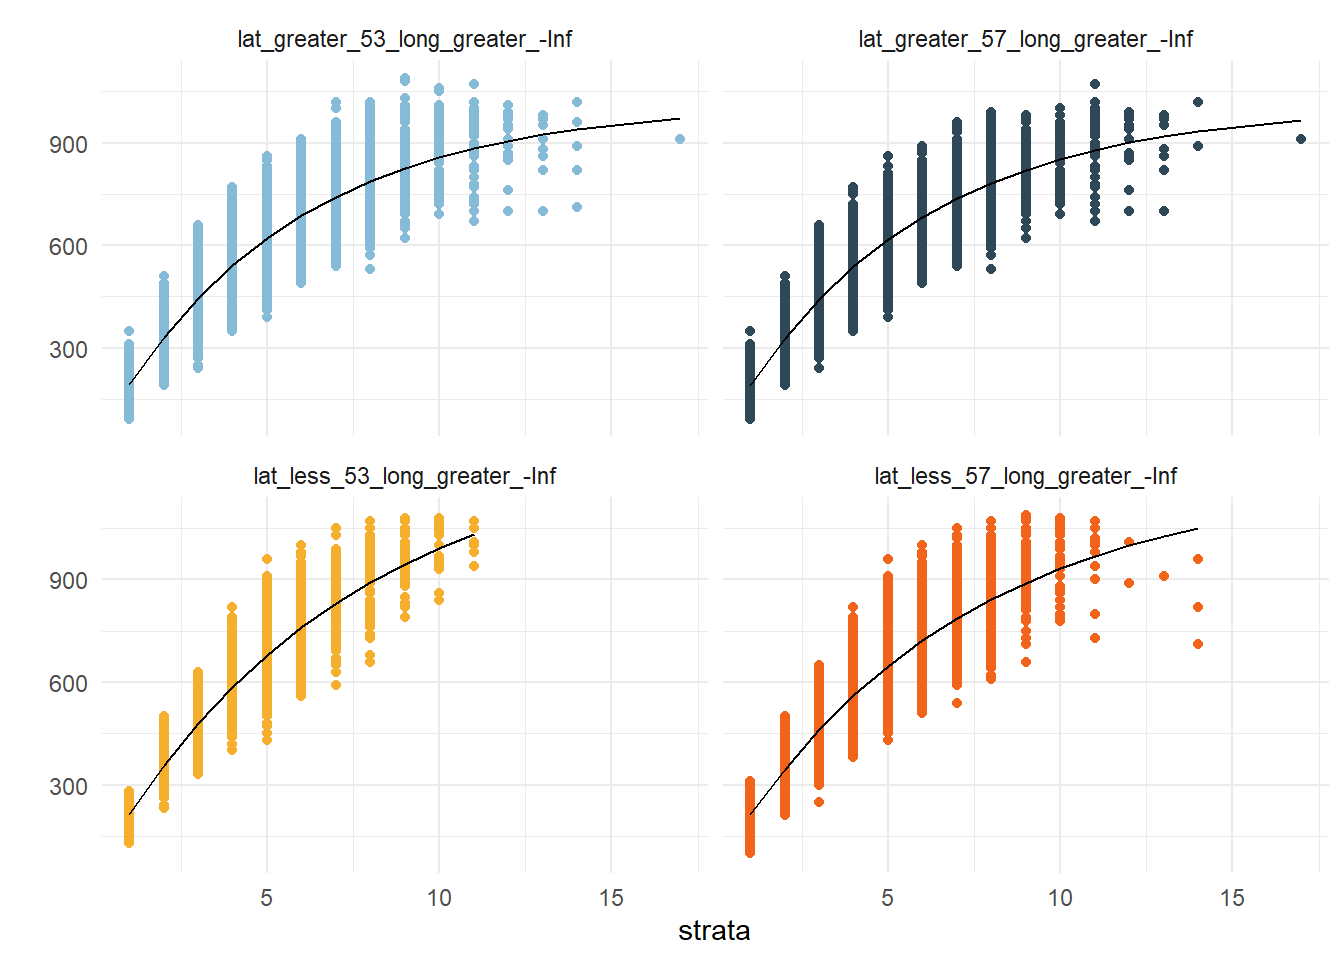 lat_greater_53_long_greater_-Inf
lat_greater_57_long_greater_-Inf
900
600
300
lat_less_53_long_greater_-Inf
lat_less_57_long_greater_-Inf
900
600
300
5
10
15
5
10
15
strata